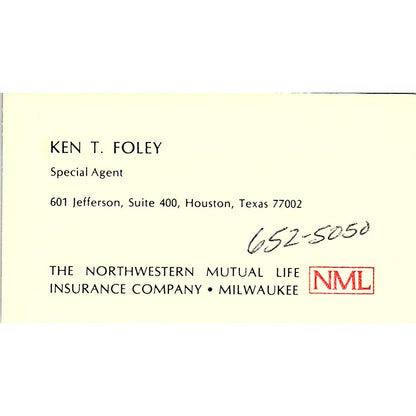 KEN T. FOLEY
Special Agent
601 Jefferson, Suite 400, Houston, Texas 77002
652-5050
THE NORTHWESTERN MUTUAL LIFE
INSURANCE COMPANY • MILWAUKEE
NML